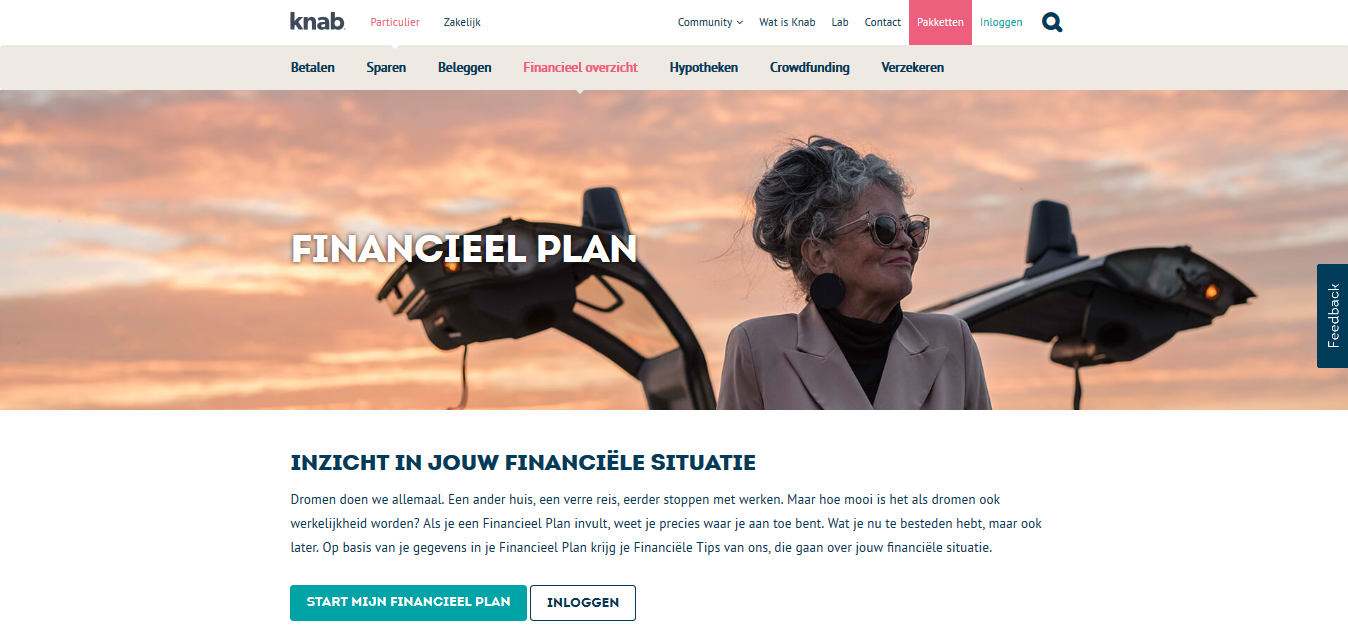 knab.
Particulier
Zakelijk
Community
Wat is Knab
Lab
Contact
Pakketten
Inloggen
Betalen
Sparen
Beleggen
Financieel overzicht
Hypotheken
Crowdfunding
Verzekeren
FINANCIEEL PLAN
Feedback
INZICHT IN JOUW FINANCIËLE SITUATIE
Dromen doen we allemaal. Een ander huis, een verre reis, eerder stoppen met werken. Maar hoe mooi is het als dromen ook
werkelijkheid worden? Als je een Financieel Plan invult, weet je precies waar je aan toe bent. Wat je nu te besteden hebt, maar ook
later. Op basis van je gegevens in je Financieel Plan krijg je Financiële Tips van ons, die gaan over jouw financiële situatie.
START MIJN FINANCIEEL PLAN
INLOGGEN